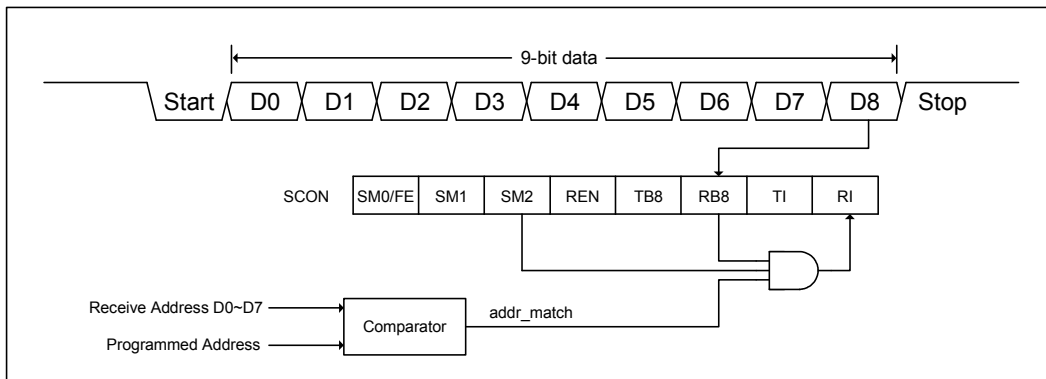 9-bit data
Start D0 D1 D2 D3 D4 D5 D6 D7 D8 Stop
SCON SM0/FE SM1 SM2 REN TB8 RB8 TI RI
Receive Address D0~D7
addr_match
Comparator
Programmed Address